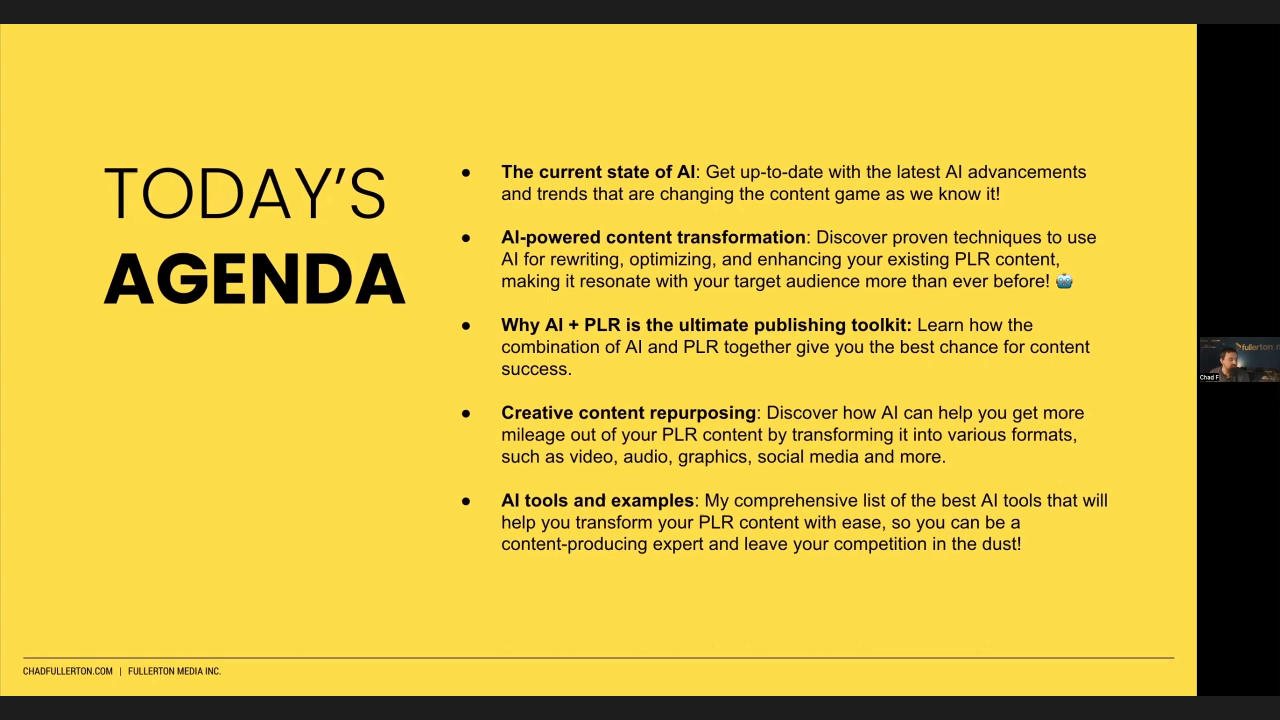 TODAY’S
AGENDA
● The current state of AI: Get up-to-date with the latest AI advancements
and trends that are changing the content game as we know it!
● AI-powered content transformation: Discover proven techniques to use
AI for rewriting, optimizing, and enhancing your existing PLR content,
making it resonate with your target audience more than ever before! 🤖
● Why AI + PLR is the ultimate publishing toolkit: Learn how the
combination of AI and PLR together give you the best chance for content
success.
● Creative content repurposing: Discover how AI can help you get more
mileage out of your PLR content by transforming it into various formats,
such as video, audio, graphics, social media and more.
● AI tools and examples: My comprehensive list of the best AI tools that will
help you transform your PLR content with ease, so you can be a
content-producing expert and leave your competition in the dust!
CHADFULLERTON.COM | FULLERTON MEDIA INC.
fullerton
Chad F